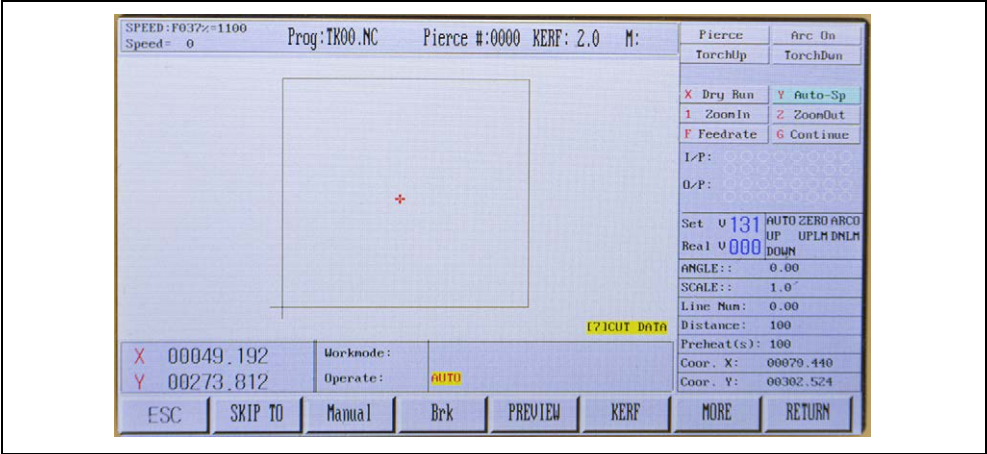 SPEED:F037%=1100
Speed= 0
Prog:TK00.NC Pierce #:0000 KERF: 2.0 M:
Pierce Arc On
TorchUp TorchDwn
X Dry Run Y Auto-Sp
1 ZoomIn 2 ZoomOut
F Feedrate G Continue
I/P:
O/P:
Set V 131 AUTO ZERO ARCO
UP UPLM DNLM
Real V 000 DOWN
ANGLE:: 0.00
SCALE:: 1.0
Line Num: 0.00
[7]CUT DATA
Distance: 100
Preheat(s): 100
Coor. X: 00079.440
Coor. Y: 00302.524
X 00049.192 Workmode:
Y 00273.812 Operate: AUTO
ESC SKIP TO Manual Brk PREVIEW KERF MORE RETURN